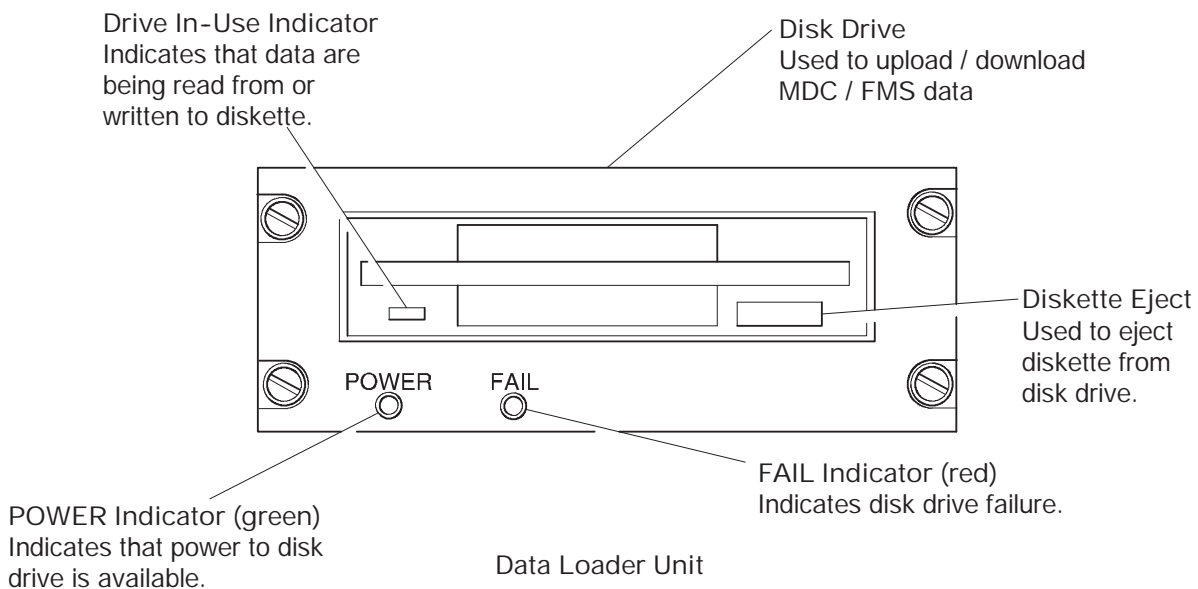 Drive In-Use Indicator
Indicates that data are
being read from or
written to diskette.
Disk Drive
Used to upload / download
MDC / FMS data
Diskette Eject
Used to eject
diskette from
disk drive.
POWER
FAIL
FAIL Indicator (red)
Indicates disk drive failure.
POWER Indicator (green)
Indicates that power to disk
drive is available.
Data Loader Unit